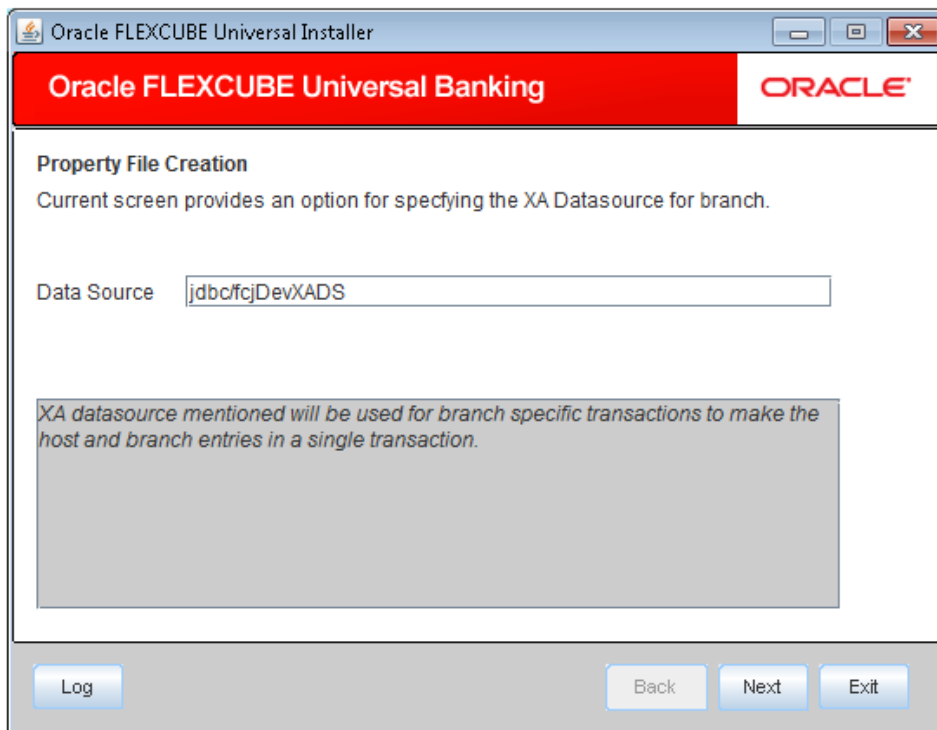 Oracle FLEXCUBE Universal Installer
Oracle FLEXCUBE Universal Banking
ORACLE
Property File Creation
Current screen provides an option for specfying the XA Datasource for branch.
Data Source jdbc/fcjDevXADS
XA datasource mentioned will be used for branch specific transactions to make the
host and branch entries in a single transaction.
Log Back Next Exit